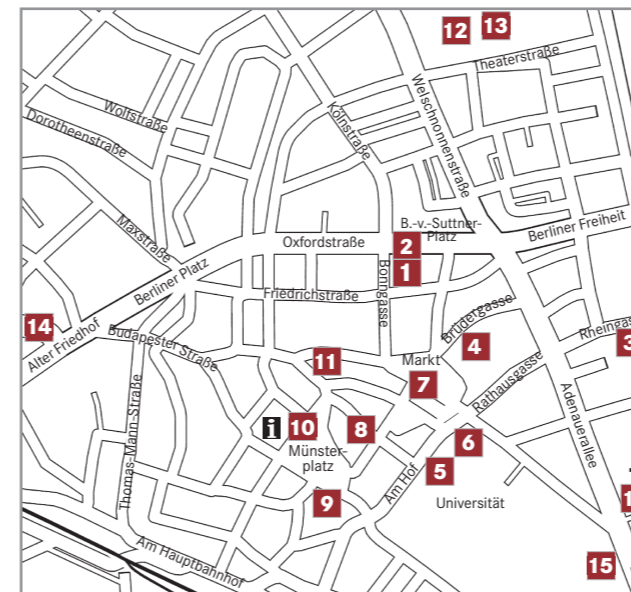 12
13
Theaterstraße
Welschnonnenstraße
Kölnstraße
Wolfstraße
Dorotheenstraße
Maxstraße
B.-v.-Suttner-
Platz
Berliner Freiheit
Oxfordstraße
2
1
Berliner Platz
Friedrichstraße
Bonngasse
14
Alter Friedhof
Budapester Straße
Brüdergasse
4
3
11
Markt
7
Rathausgasse
Thomas-Mann-Straße
i
10
8
6
Adenauerallee
Münster-
platz
5
Am Hof
9
Universität
Am Hauptbahnhof
15